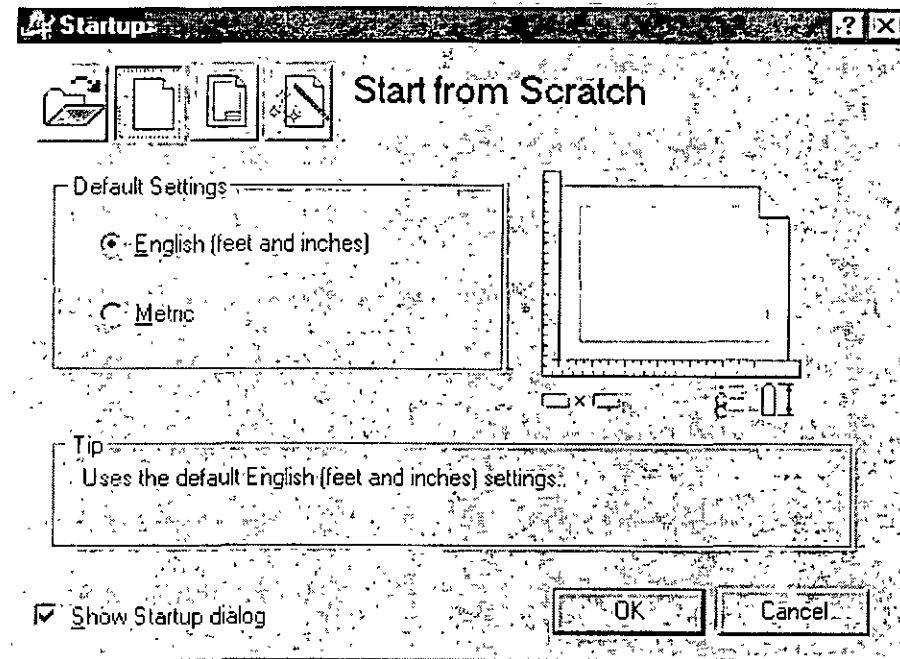 Startup
Start from Scratch
Default Settings
English (feet and inches)
Metric
Tip
Uses the default English (feet and inches) settings.
Show Startup dialog
OK
Cancel